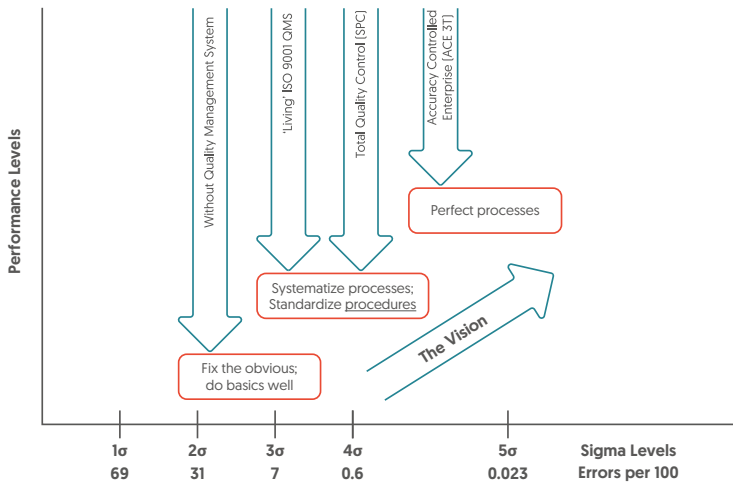 Performance Levels
Without Quality Management System
'Living' ISO 9001 QMS
Total Quality Control (SPC)
Accuracy Controlled
Enterprise (ACE 3T)
Perfect processes
Systematize processes;
Standardize procedures
Fix the obvious;
do basics well
The Vision
1σ 2σ 3σ 4σ 5σ Sigma Levels
69 31 7 0.6 0.023 Errors per 100